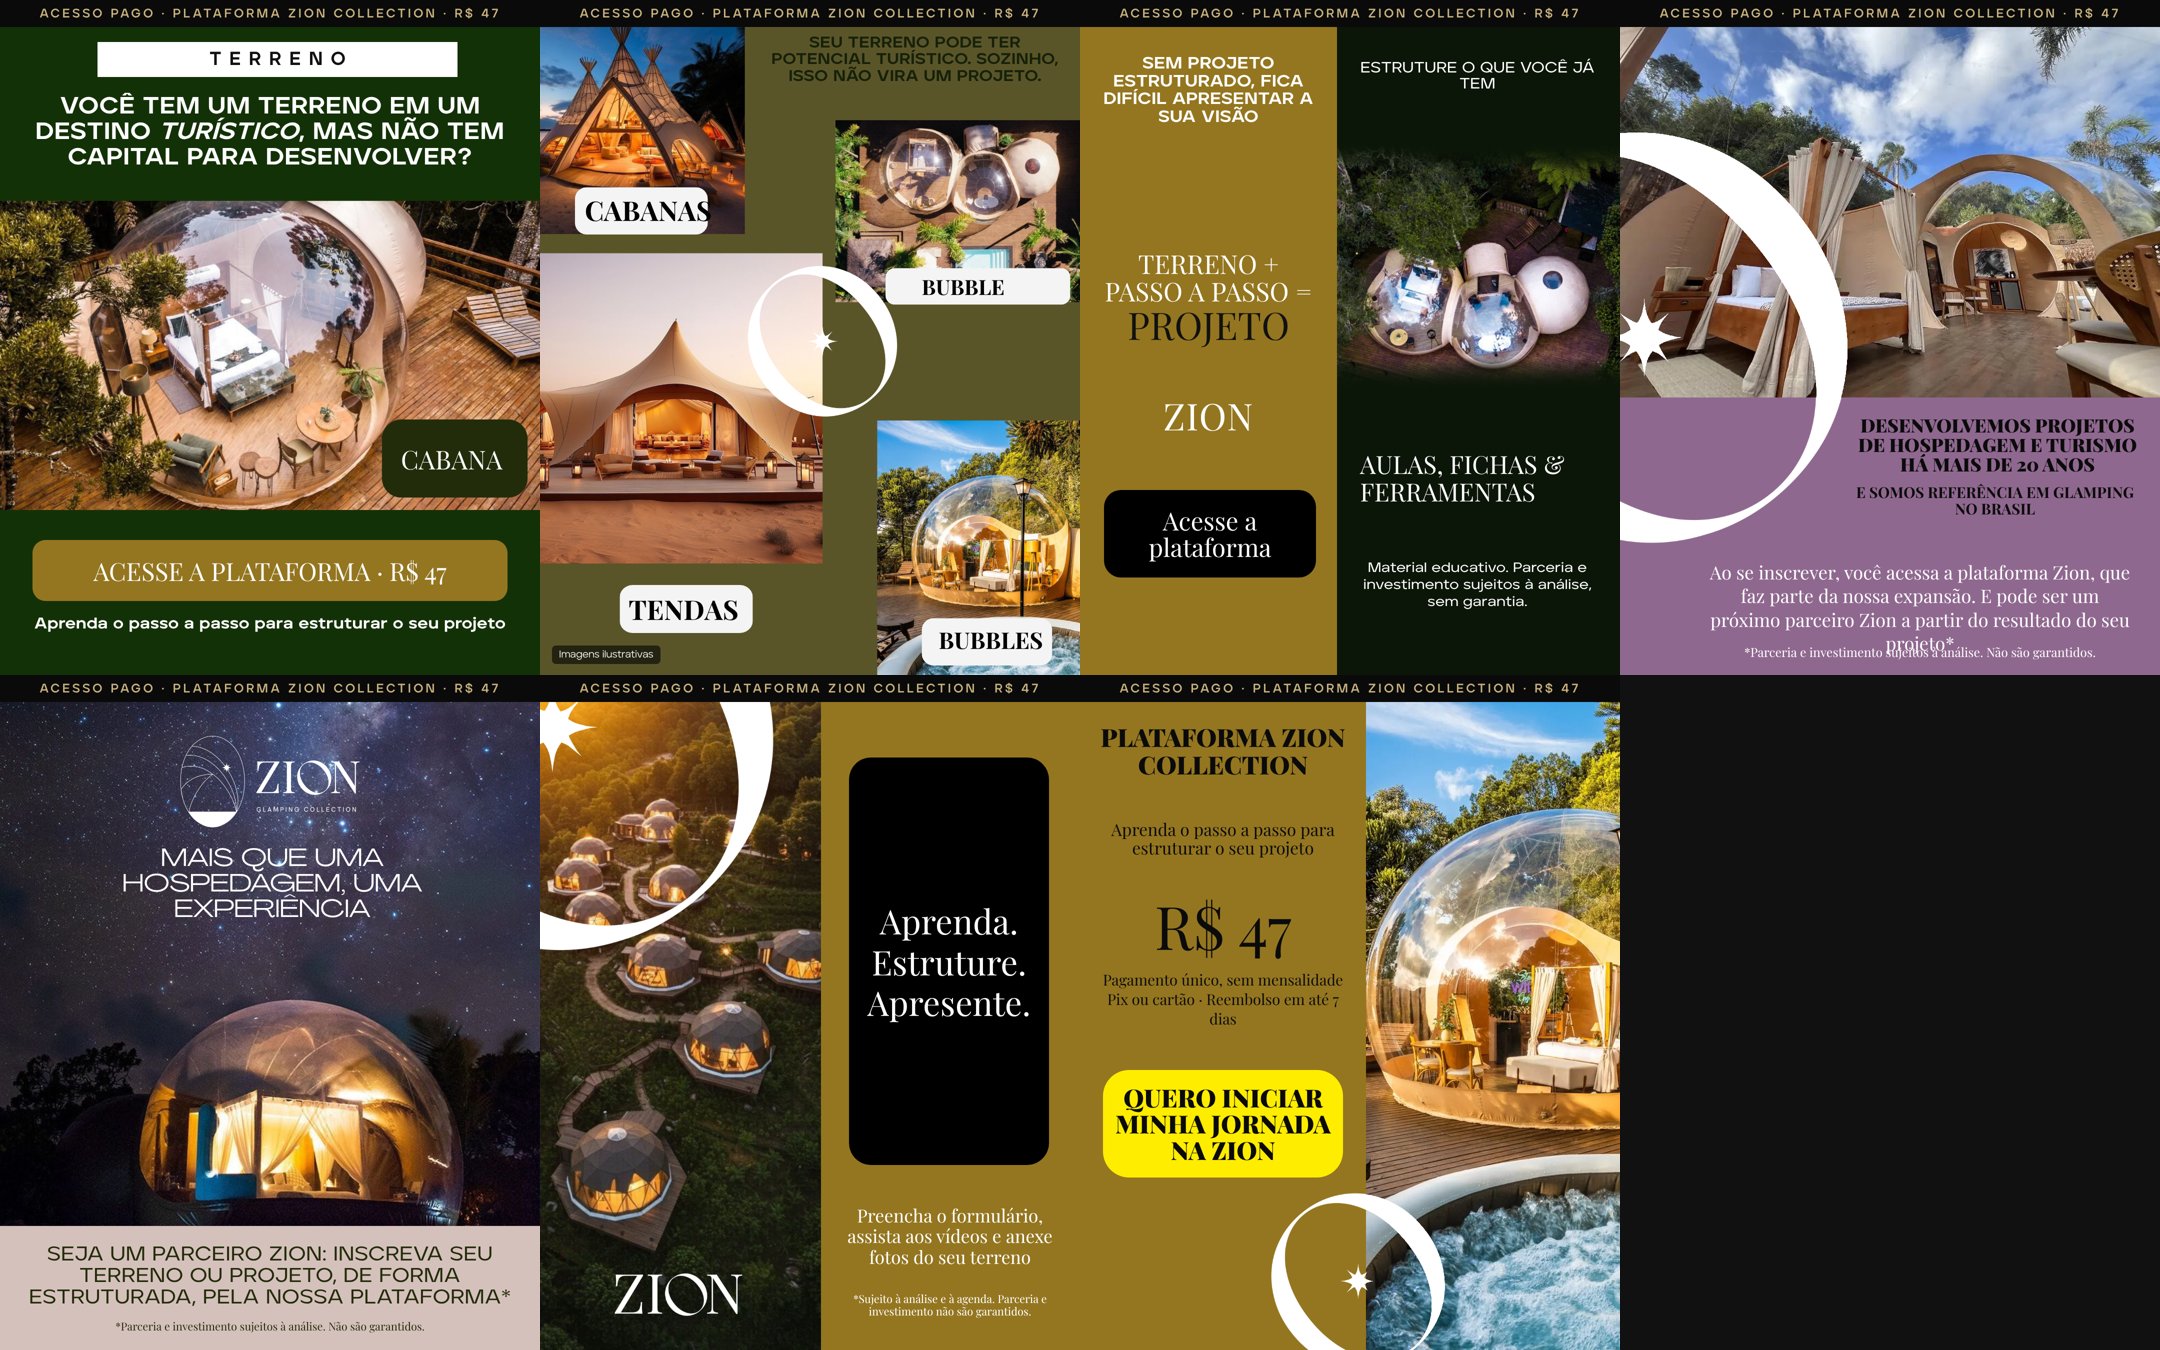 ACESSO PAGO · PLATAFORMA ZION COLLECTION · R$ 47
TERRENO
VOCÊ TEM UM TERRENO EM UM
DESTINO TURÍSTICO, MAS NÃO TEM
CAPITAL PARA DESENVOLVER?
CABANA
ACESSE A PLATAFORMA · R$ 47
Aprenda o passo a passo para estruturar o seu projeto
ACESSO PAGO · PLATAFORMA ZION COLLECTION · R$ 47
SEU TERRENO PODE TER
POTENCIAL TURÍSTICO. SOZINHO,
ISSO NÃO VIRA UM PROJETO.
CABANAS
BUBBLE
TENDAS
BUBBLES
Imagens ilustrativas
ACESSO PAGO · PLATAFORMA ZION COLLECTION · R$ 47
SEM PROJETO
ESTRUTURADO, FICA
DIFÍCIL APRESENTAR A
SUA VISÃO
TERRENO +
PASSO A PASSO =
PROJETO
ZION
Acesse a
plataforma
ESTRUTURE O QUE VOCÊ JÁ
TEM
AULAS, FICHAS &
FERRAMENTAS
Material educativo. Parceria e
investimento sujeitos à análise,
sem garantia.
ACESSO PAGO · PLATAFORMA ZION COLLECTION · R$ 47
DESENVOLVEMOS PROJETOS
DE HOSPEDAGEM E TURISMO
HÁ MAIS DE 20 ANOS
E SOMOS REFERÊNCIA EM GLAMPING
NO BRASIL
Ao se inscrever, você acessa a plataforma Zion, que
faz parte da nossa expansão. E pode ser um
próximo parceiro Zion a partir do resultado do seu
projeto*
*Parceria e investimento sujeitos à análise. Não são garantidos.
ACESSO PAGO · PLATAFORMA ZION COLLECTION · R$ 47
ZION
GLAMPING COLLECTION
MAIS QUE UMA
HOSPEDAGEM, UMA
EXPERIÊNCIA
SEJA UM PARCEIRO ZION: INSCREVA SEU
TERRENO OU PROJETO, DE FORMA
ESTRUTURADA, PELA NOSSA PLATAFORMA*
*Parceria e investimento sujeitos à análise. Não são garantidos.
ACESSO PAGO · PLATAFORMA ZION COLLECTION · R$ 47
ZION
Aprenda.
Estruture.
Apresente.
Preencha o formulário,
assista aos vídeos e anexe
fotos do seu terreno
*Sujeito à análise e à agenda. Parceria e
investimento não são garantidos.
ACESSO PAGO · PLATAFORMA ZION COLLECTION · R$ 47
PLATAFORMA ZION
COLLECTION
Aprenda o passo a passo para
estruturar o seu projeto
R$ 47
Pagamento único, sem mensalidade
Pix ou cartão · Reembolso em até 7
dias
QUERO INICIAR
MINHA JORNADA
NA ZION